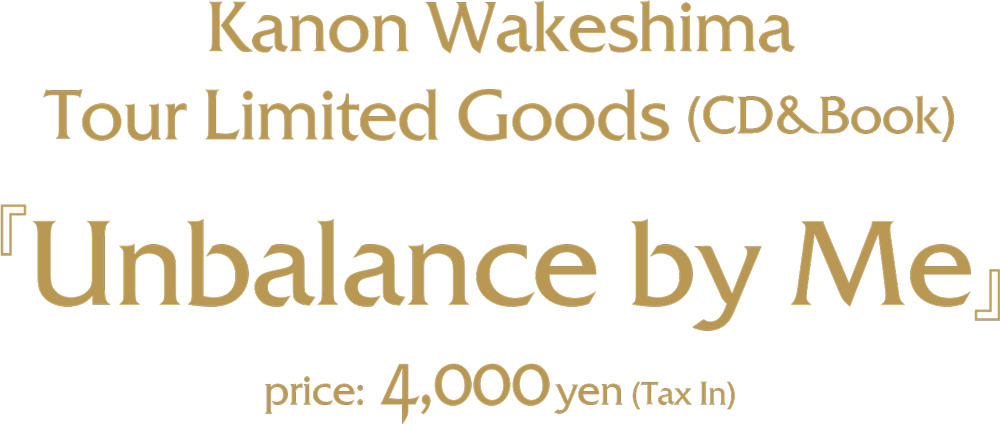 Kanon Wakeshima
Tour Limited Goods (CD&Book)
『Unbalance by Me』
price: 4,000 yen (Tax In)